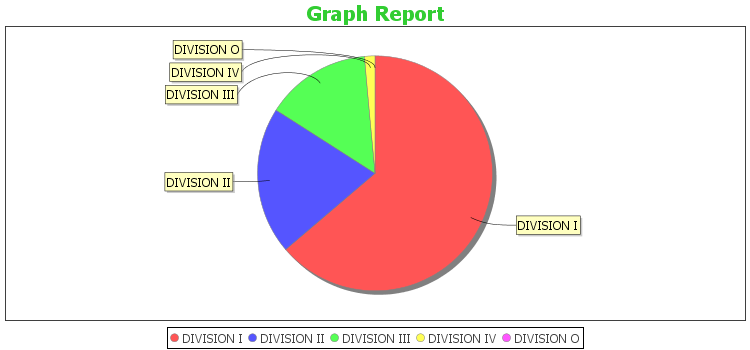 Graph Report
DIVISION O
DIVISION IV
DIVISION III
DIVISION II
DIVISION I
DIVISION I DIVISION II DIVISION III DIVISION IV DIVISION O